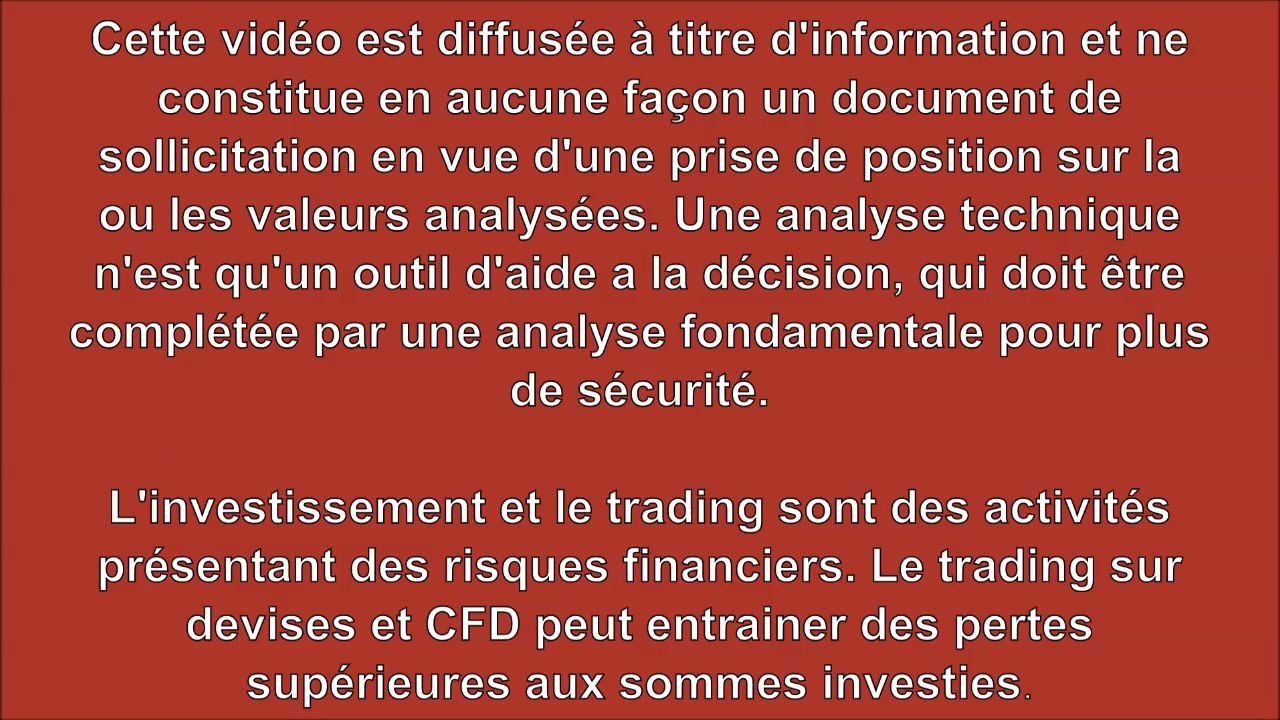 Cette vidéo est diffusée à titre d'information et ne
constitue en aucune façon un document de
sollicitation en vue d'une prise de position sur la
ou les valeurs analysées. Une analyse technique
n'est qu'un outil d'aide a la décision, qui doit être
complétée par une analyse fondamentale pour plus
de sécurité.
L'investissement et le trading sont des activités
présentant des risques financiers. Le trading sur
devises et CFD peut entrainer des pertes
supérieures aux sommes investies.